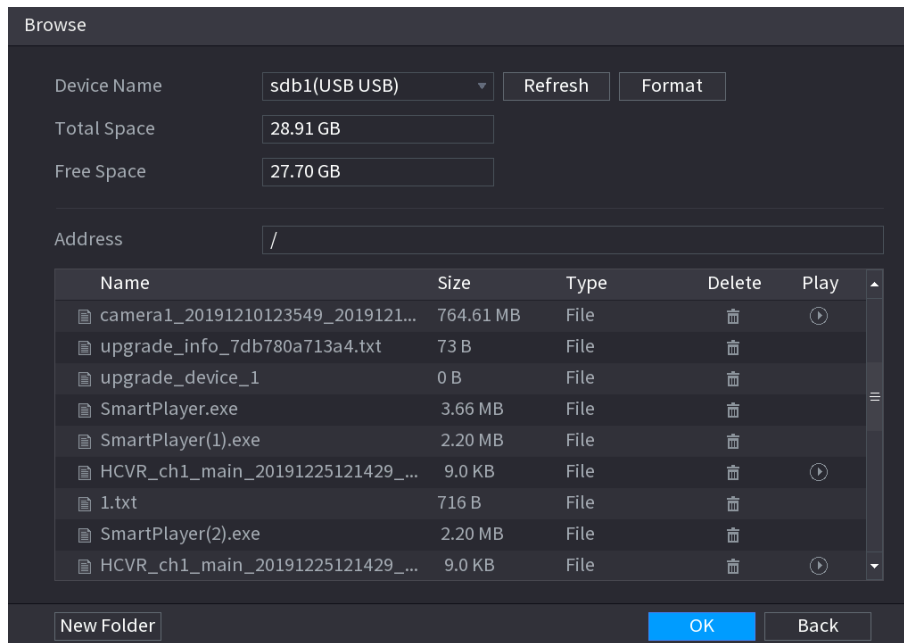 Browse
Device Name sdb1(USB USB) Refresh Format
Total Space 28.91 GB
Free Space 27.70 GB
Address /
Name Size Type Delete Play
camera1_20191210123549_2019121... 764.61 MB File
upgrade_info_7db780a713a4.txt 73 B File
upgrade_device_1 0 B File
SmartPlayer.exe 3.66 MB File
SmartPlayer(1).exe 2.20 MB File
HCVR_ch1_main_20191225121429_... 9.0 KB File
1.txt 716 B File
SmartPlayer(2).exe 2.20 MB File
HCVR_ch1_main_20191225121429_... 9.0 KB File
New Folder OK Back